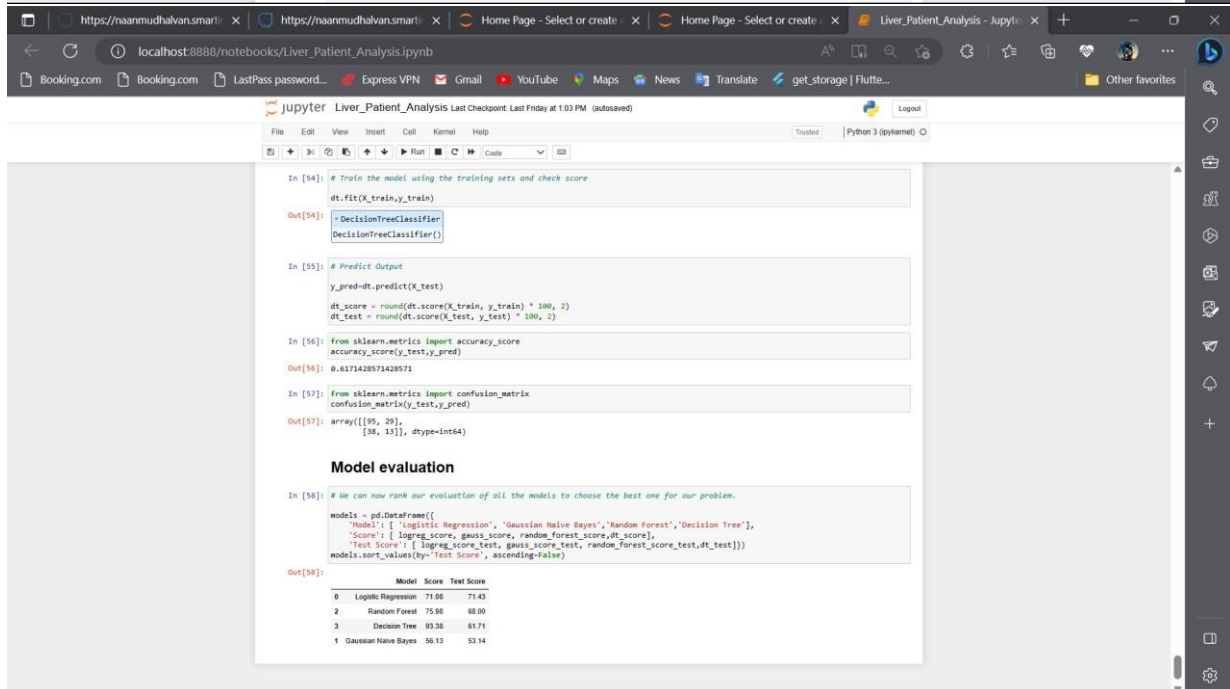 https://naanmudhalvan.smartir
https://naanmudhalvan.smartir
Home Page - Select or create a
Home Page - Select or create a
Liver_Patient_Analysis - Jupyte
localhost:8888/notebooks/Liver_Patient_Analysis.ipynb
Booking.com
Booking.com
LastPass password...
Express VPN
Gmail
YouTube
Maps
News
Translate
get_storage | Flutte...
Other favorites
jupyter Liver_Patient_Analysis Last Checkpoint: Last Friday at 1:03 PM (autosaved)
Logout
File Edit View Insert Cell Kernel Help
Trusted
Python 3 (ipykernel)
Run
Code
In [54]: # Train the model using the training sets and check score
dt.fit(X_train,y_train)
Out[54]: DecisionTreeClassifier
DecisionTreeClassifier()
In [55]: # Predict Output
y_pred=dt.predict(X_test)
dt_score = round(dt.score(X_train, y_train) * 100, 2)
dt_test = round(dt.score(X_test, y_test) * 100, 2)
In [56]: from sklearn.metrics import accuracy_score
accuracy_score(y_test,y_pred)
Out[56]: 0.6171428571428571
In [57]: from sklearn.metrics import confusion_matrix
confusion_matrix(y_test,y_pred)
Out[57]: array([[95, 29],
[38, 13]], dtype=int64)
Model evaluation
In [58]: # We can now rank our evaluation of all the models to choose the best one for our problem.
models = pd.DataFrame({
'Model': [ 'Logistic Regression', 'Gaussian Naive Bayes','Random Forest','Decision Tree'],
'Score': [ logreg_score, gauss_score, random_forest_score,dt_score],
'Test Score': [ logreg_score_test, gauss_score_test, random_forest_score_test,dt_test]})
models.sort_values(by='Test Score', ascending=False)
Out[58]:
Model Score Test Score
0 Logistic Regression 71.08 71.43
2 Random Forest 75.98 68.00
3 Decision Tree 93.38 61.71
1 Gaussian Naive Bayes 56.13 53.14